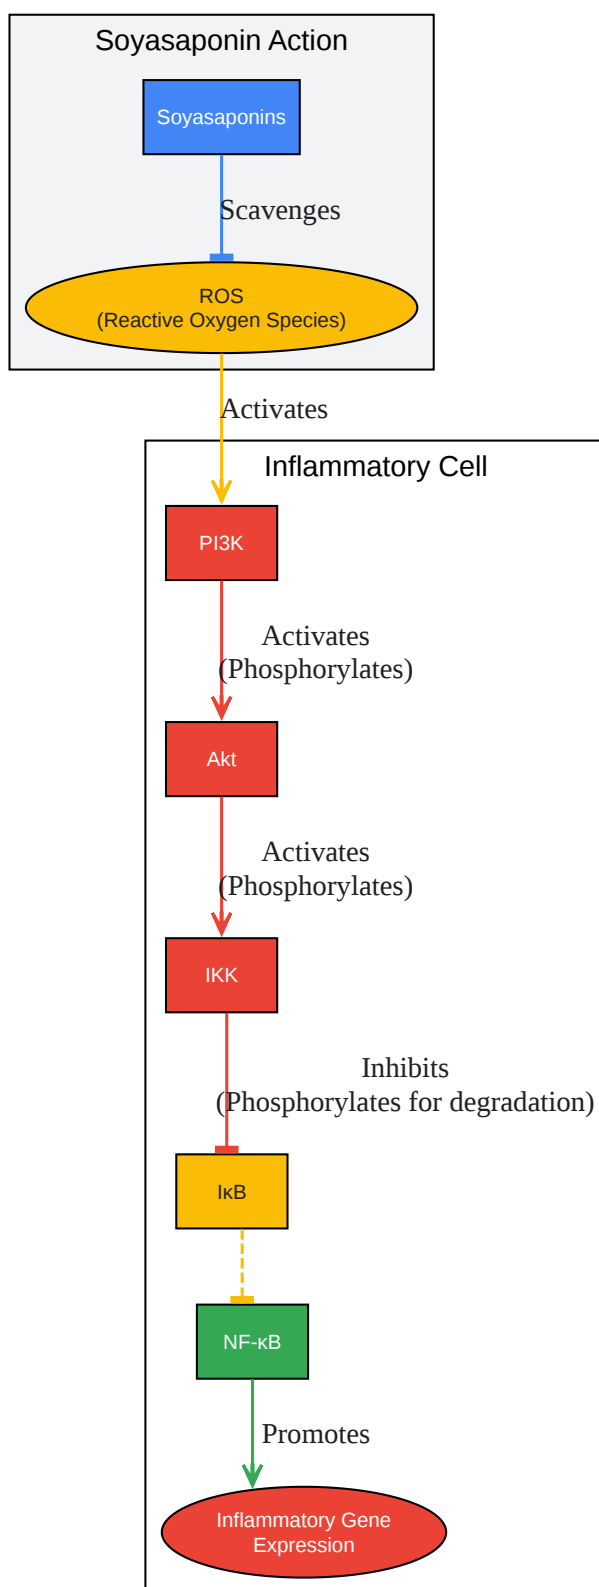 Soyasaponin Action
Soyasaponins
Scavenges
ROS
(Reactive Oxygen Species)
Activates
Inflammatory Cell
PI3K
Activates
(Phosphorylates)
Akt
Activates
(Phosphorylates)
IKK
Inhibits
(Phosphorylates for degradation)
IκB
NF-κB
Promotes
Inflammatory Gene
Expression